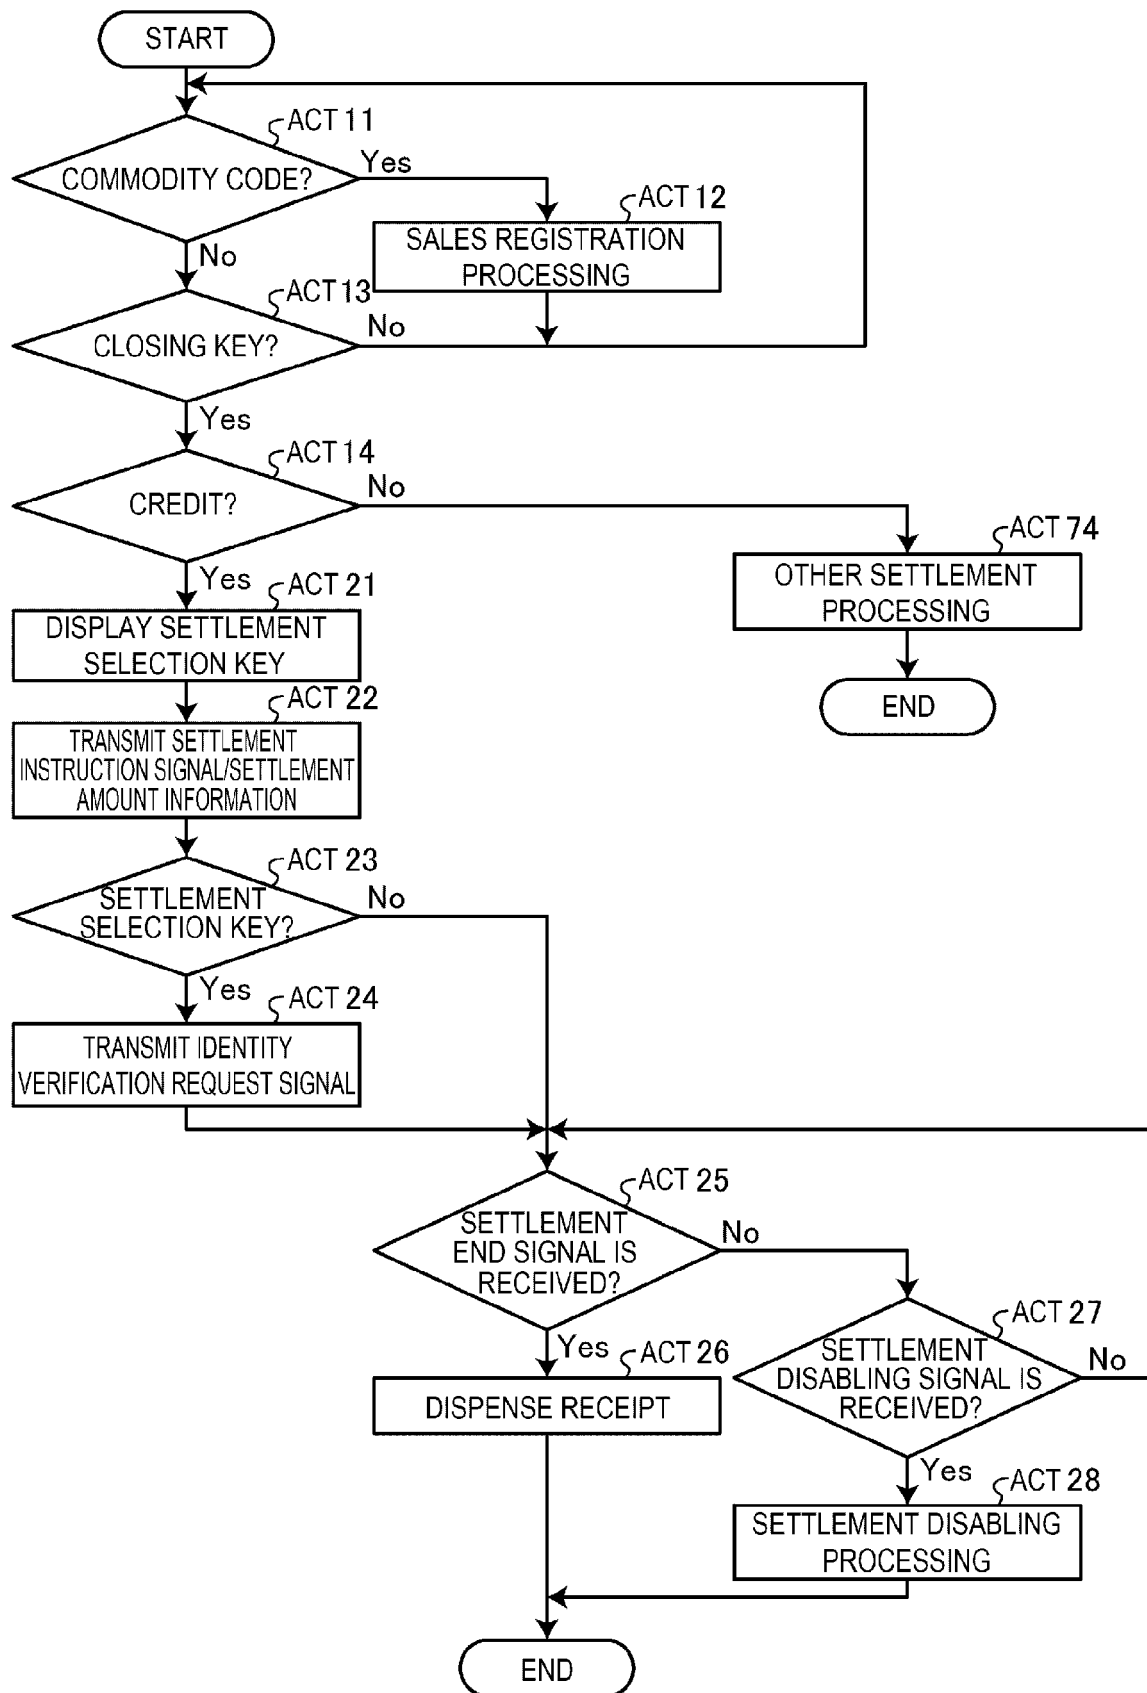 START
ACT 11
COMMODITY CODE?
Yes
No
ACT 12
SALES REGISTRATION
PROCESSING
ACT 13
CLOSING KEY?
No
Yes
ACT 14
CREDIT?
No
Yes
ACT 74
OTHER SETTLEMENT
PROCESSING
END
ACT 21
DISPLAY SETTLEMENT
SELECTION KEY
ACT 22
TRANSMIT SETTLEMENT
INSTRUCTION SIGNAL/SETTLEMENT
AMOUNT INFORMATION
ACT 23
SETTLEMENT
SELECTION KEY?
No
Yes
ACT 24
TRANSMIT IDENTITY
VERIFICATION REQUEST SIGNAL
ACT 25
SETTLEMENT
END SIGNAL IS
RECEIVED?
No
Yes
ACT 26
DISPENSE RECEIPT
ACT 27
SETTLEMENT
DISABLING SIGNAL IS
RECEIVED?
No
Yes
ACT 28
SETTLEMENT DISABLING
PROCESSING
END